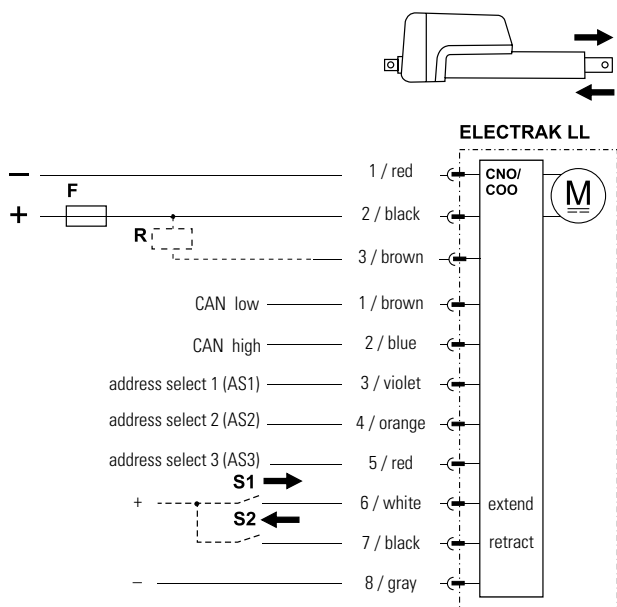 ELECTRAK LL
− 1 / red CNO/
COO
M
F
+ 2 / black
R
3 / brown
CAN low 1 / brown
CAN high 2 / blue
address select 1 (AS1) 3 / violet
address select 2 (AS2) 4 / orange
address select 3 (AS3) 5 / red
S1
+ 6 / white extend
S2
7 / black retract
− 8 / gray